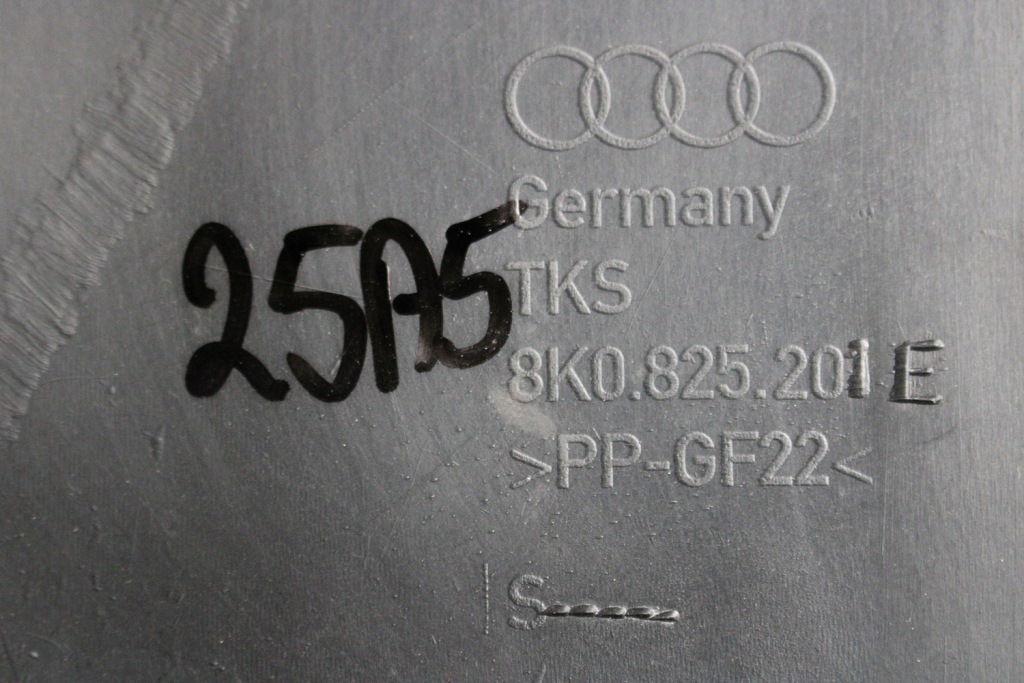 25A5
Germany
TKS
8K0.825.201 E
>PP-GF22<
S